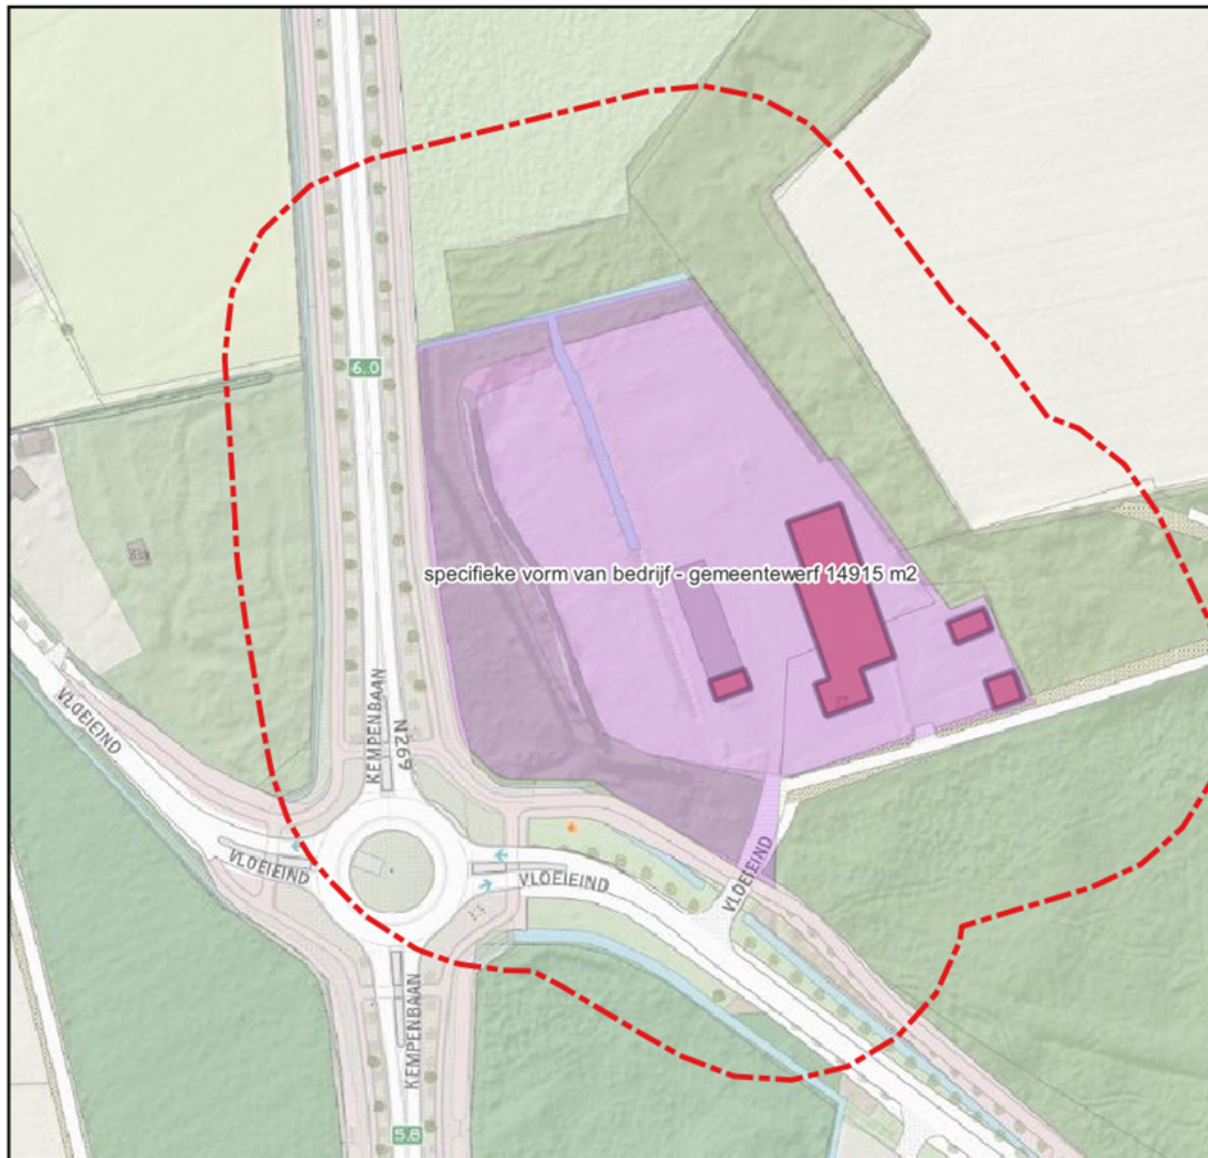 6.0
specifieke vorm van bedrijf - gemeentewerf 14915 m2
VLOEIEIND
KEMPENBAAN
N269
VLOEIEIND
VLOEIEIND
VLOEIEIND
KEMPENBAAN
5.8